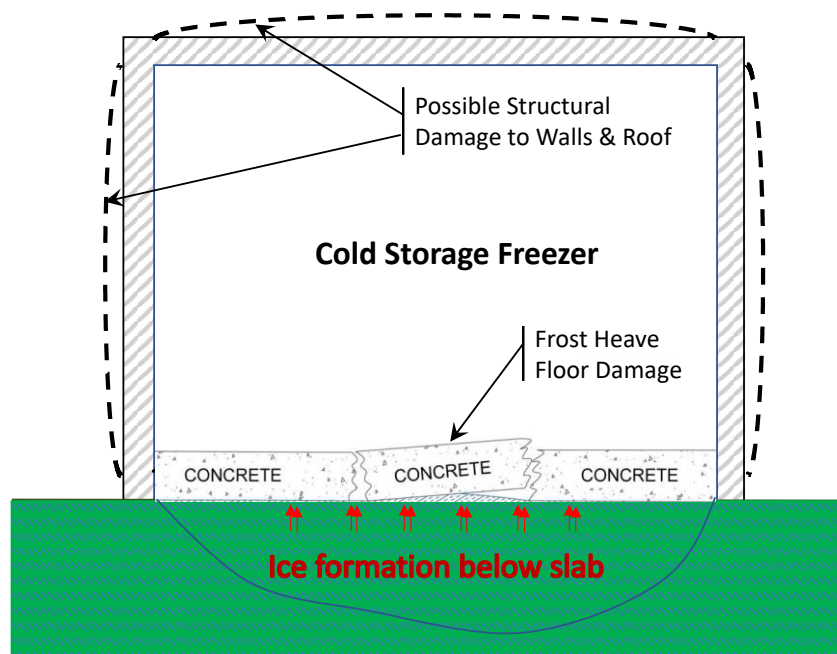 Possible Structural
Damage to Walls & Roof
Cold Storage Freezer
Frost Heave
Floor Damage
CONCRETE
CONCRETE
CONCRETE
Ice formation below slab